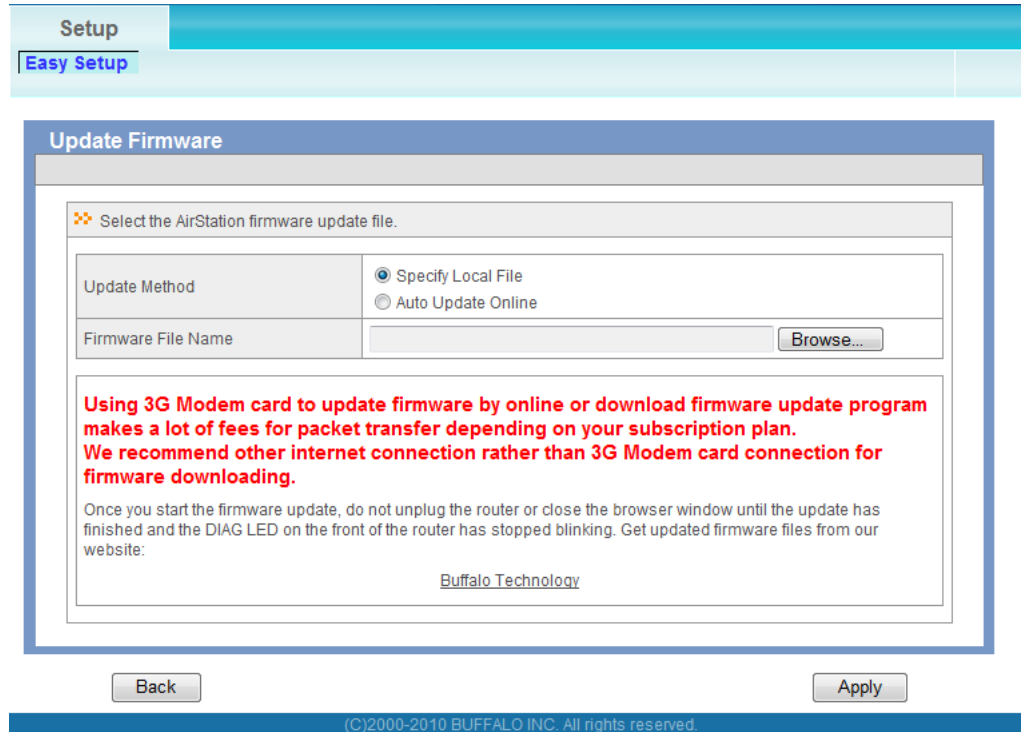 Setup
Easy Setup
Update Firmware
Select the AirStation firmware update file.
Update Method
Specify Local File
Auto Update Online
Firmware File Name
Browse...
Using 3G Modem card to update firmware by online or download firmware update program
makes a lot of fees for packet transfer depending on your subscription plan.
We recommend other internet connection rather than 3G Modem card connection for
firmware downloading.
Once you start the firmware update, do not unplug the router or close the browser window until the update has
finished and the DIAG LED on the front of the router has stopped blinking. Get updated firmware files from our
website:
Buffalo Technology
Back
Apply
(C)2000-2010 BUFFALO INC. All rights reserved.